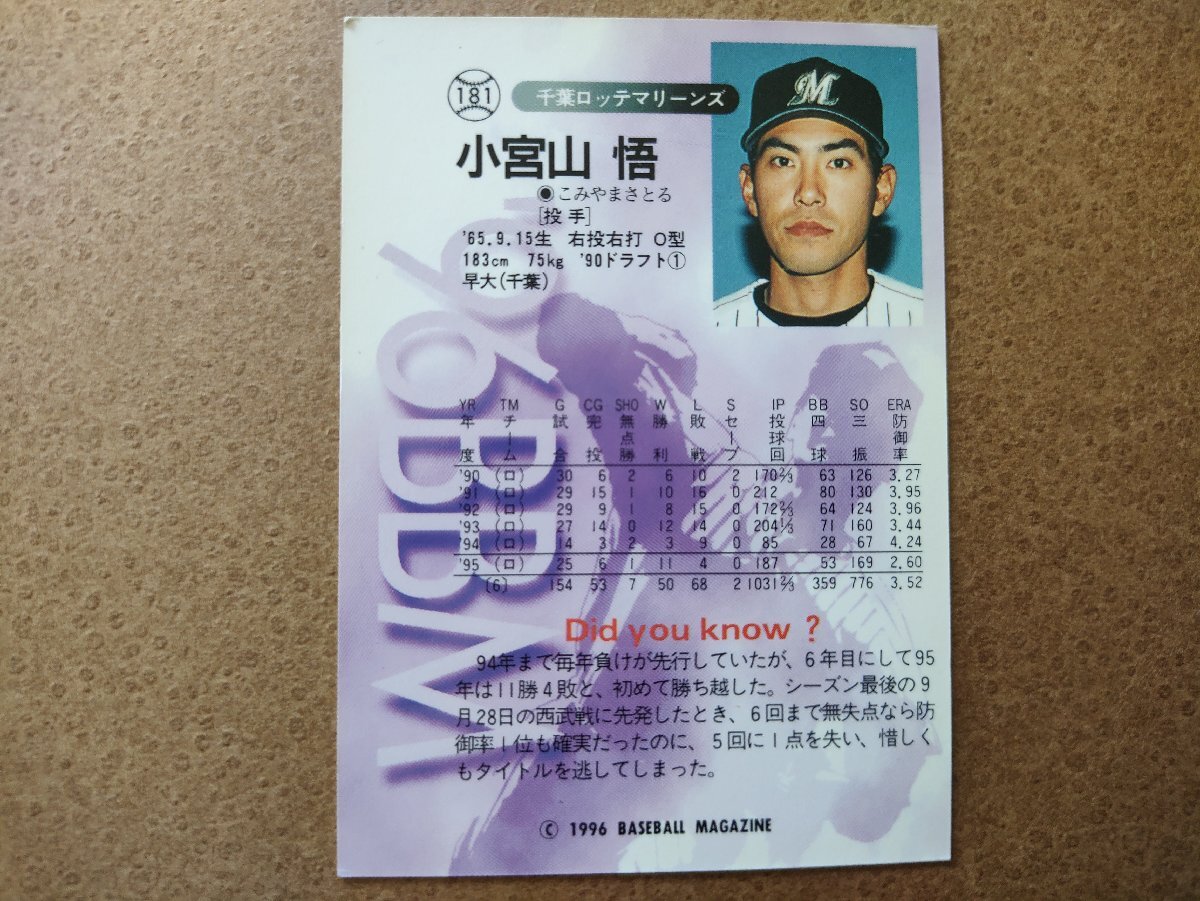 181 千葉ロッテマリーンズ
M
小宮山 悟
◉こみやまさとる
[投手]
'65.9.15生 右投右打 O型
183cm 75kg '90ドラフト①
早大(千葉)
'96BBM
YR TM G CG SHO W L S IP BB SO ERA
年度 チーム 試合 完投 無点勝 勝利 敗戦 セーブ 投球回 四球 三振 防御率
'90 (ロ) 30 6 2 6 10 2 170⅔ 63 126 3.27
'91 (ロ) 29 15 1 10 16 0 212 80 130 3.95
'92 (ロ) 29 9 1 8 15 0 172⅔ 64 124 3.96
'93 (ロ) 27 14 0 12 14 0 204⅓ 71 160 3.44
'94 (ロ) 14 3 2 3 9 0 85 28 67 4.24
'95 (ロ) 25 6 1 11 4 0 187 53 169 2.60
(6) 154 53 7 50 68 2 1031⅔ 359 776 3.52
Did you know ?
94年まで毎年負けが先行していたが、6年目にして95
年は11勝4敗と、初めて勝ち越した。シーズン最後の9
月28日の西武戦に先発したとき、6回まで無失点なら防
御率1位も確実だったのに、5回に1点を失い、惜しく
もタイトルを逃してしまった。
© 1996 BASEBALL MAGAZINE